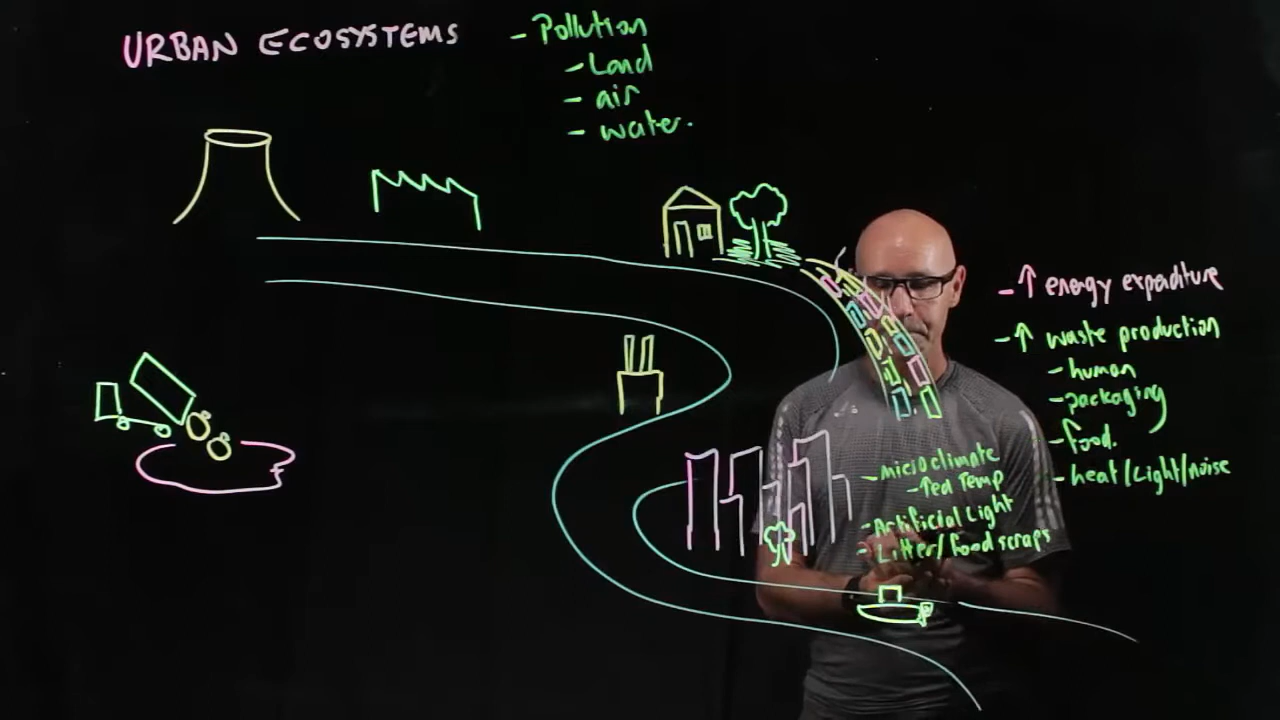 URBAN ECOSYSTEMS
- Pollution
- Land
- air
- water.
- ↑ energy expenditure
- ↑ waste production
- human
- packaging
- food.
- heat/Light/noise
- microclimate
- ↑ed Temp
- Artificial Light
- Litter/food scraps